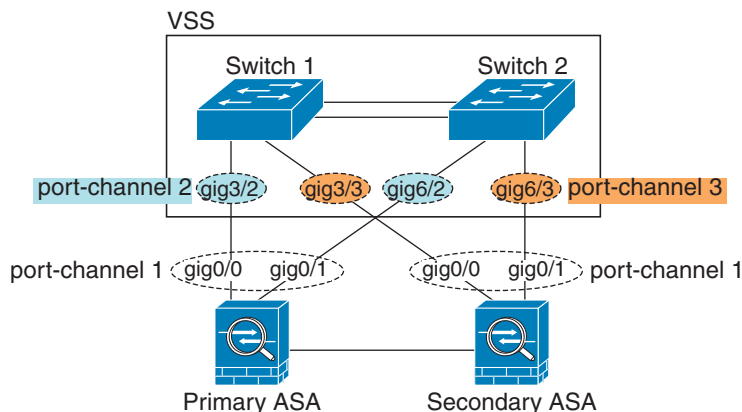 VSS
Switch 1
Switch 2
port-channel 2 gig3/2 gig3/3 gig6/2 gig6/3 port-channel 3
port-channel 1 gig0/0 gig0/1 gig0/0 gig0/1 port-channel 1
Primary ASA
Secondary ASA